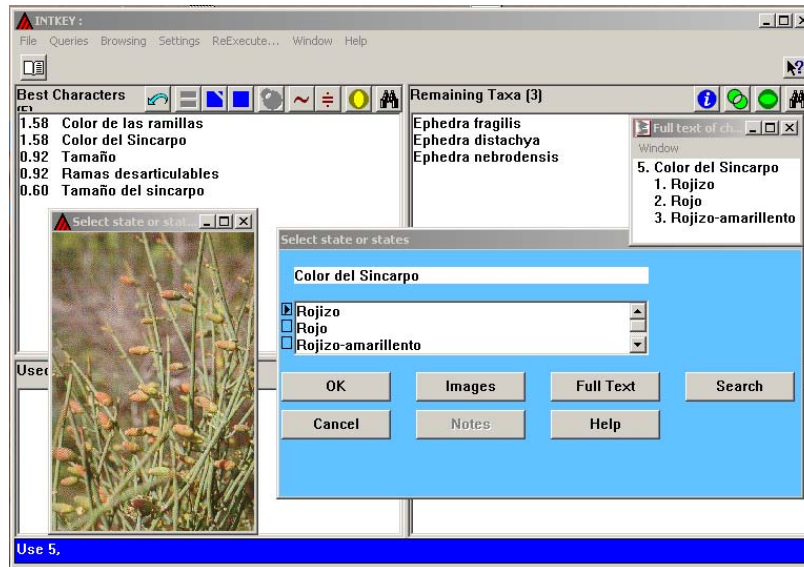 INTKEY :
File Queries Browsing Settings ReExecute... Window Help
Best Characters
1.58 Color de las ramillas
1.58 Color del Sincarpo
0.92 Tamaño
0.92 Ramas desarticulables
0.60 Tamaño del sincarpo
Remaining Taxa (3)
Ephedra fragilis
Ephedra distachya
Ephedra nebrodensis
Full text of ch...
Window
5. Color del Sincarpo
1. Rojizo
2. Rojo
3. Rojizo-amarillento
Select state or stat...
Select state or states
Color del Sincarpo
Rojizo
Rojo
Rojizo-amarillento
OK Images Full Text Search
Cancel Notes Help
Use 5,